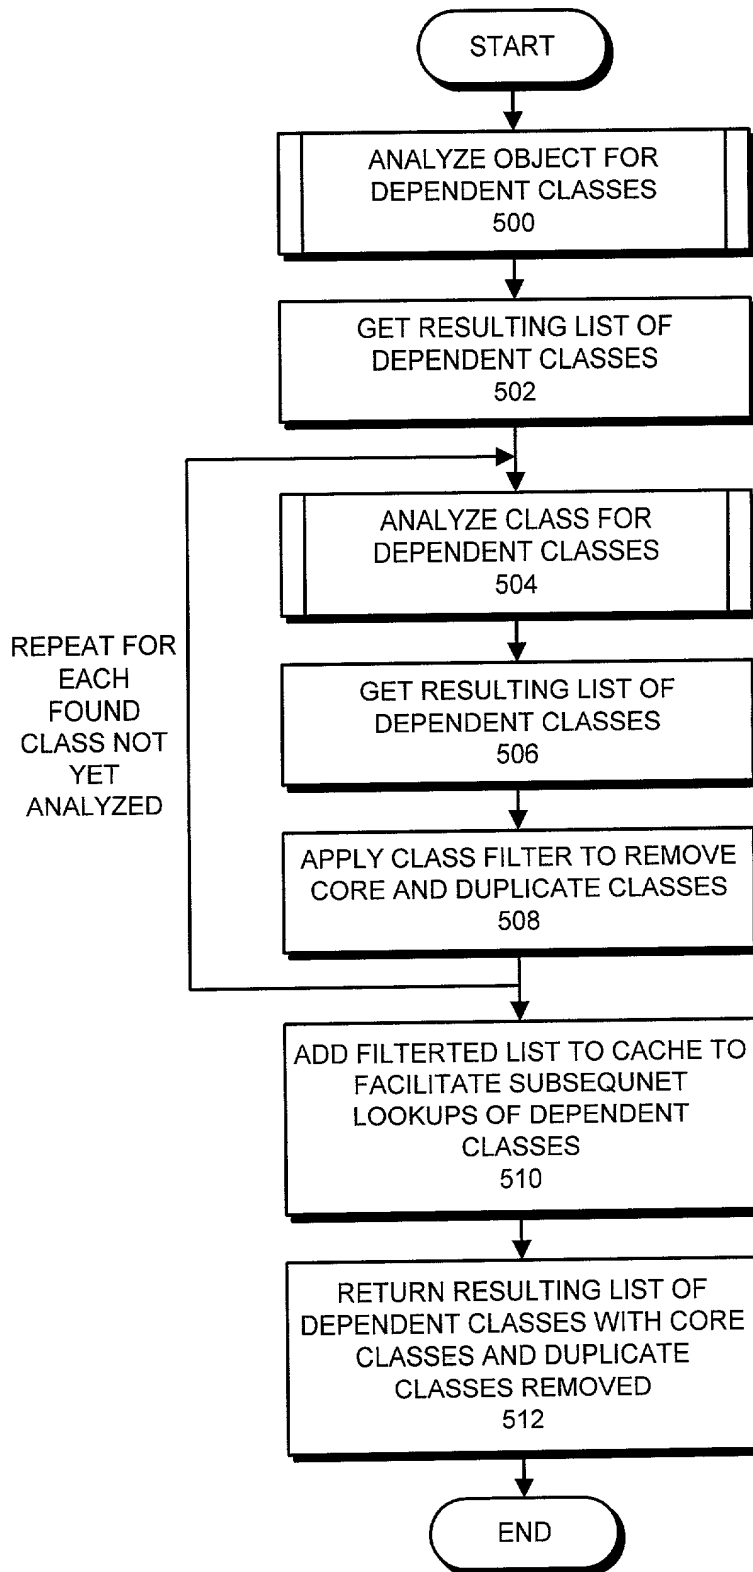 START
ANALYZE OBJECT FOR
DEPENDENT CLASSES
500
GET RESULTING LIST OF
DEPENDENT CLASSES
502
ANALYZE CLASS FOR
DEPENDENT CLASSES
504
REPEAT FOR
EACH
FOUND
CLASS NOT
YET
ANALYZED
GET RESULTING LIST OF
DEPENDENT CLASSES
506
APPLY CLASS FILTER TO REMOVE
CORE AND DUPLICATE CLASSES
508
ADD FILTERTED LIST TO CACHE TO
FACILITATE SUBSEQUNET
LOOKUPS OF DEPENDENT
CLASSES
510
RETURN RESULTING LIST OF
DEPENDENT CLASSES WITH CORE
CLASSES AND DUPLICATE
CLASSES REMOVED
512
END